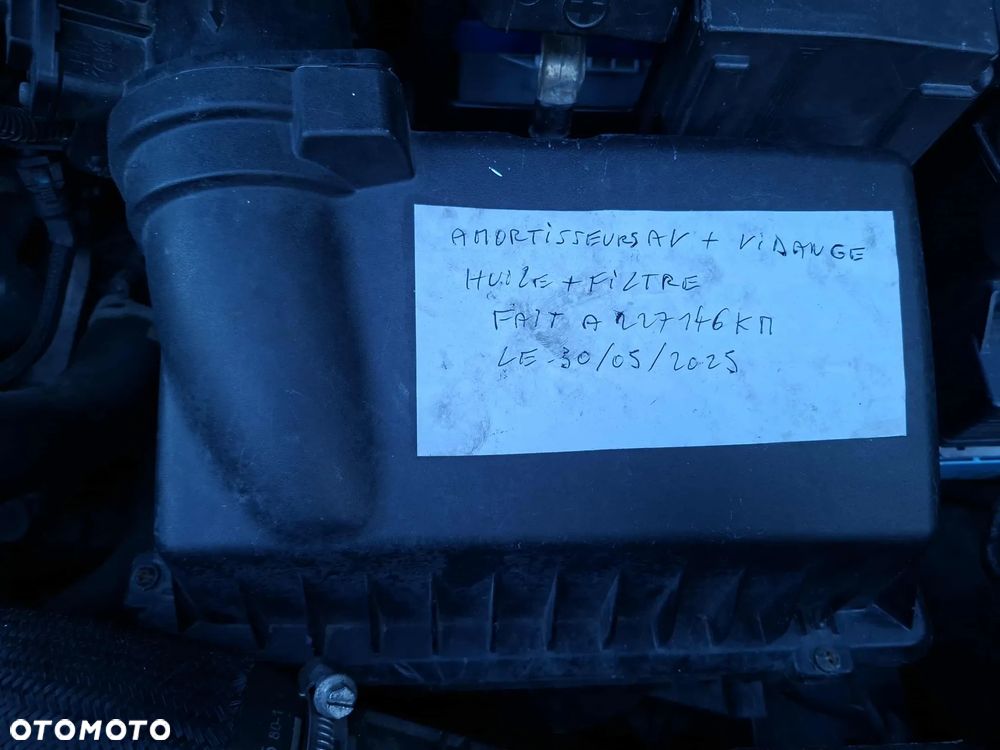 AMORTISSEURS AV + VIDANGE
HUILE + FILTRE
FAIT A 227146 KM
LE 30/05/2025
OTOMOTO